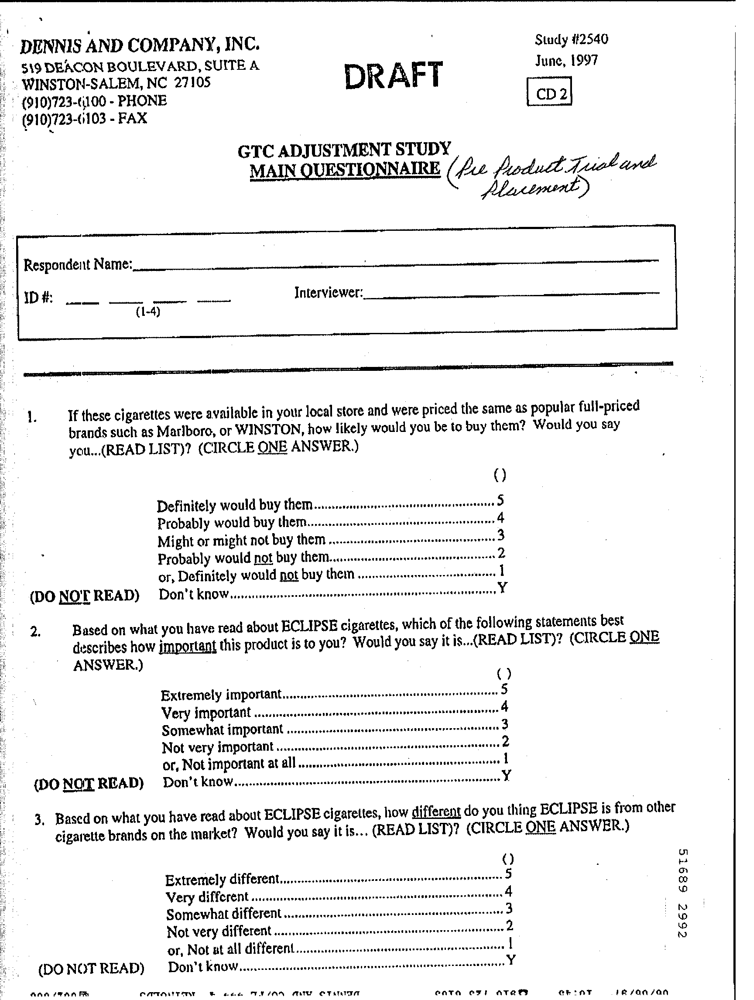 DENNIS AND COMPANY, INC.
519 DEACON BOULEVARD, SUITE A
WINSTON-SALEM, NC 27105
(910)723-6100 - PHONE
(910)723-6103 - FAX
DRAFT
Study #2540
June, 1997
CD 2
GTC ADJUSTMENT STUDY
MAIN QUESTIONNAIRE (Pre Product Trial and
Placement)
Respondent Name:
ID #: ____ ____ ____ ____ Interviewer:
(1-4)
1. If these cigarettes were available in your local store and were priced the same as popular full-priced
brands such as Marlboro, or WINSTON, how likely would you be to buy them? Would you say
you...(READ LIST)? (CIRCLE ONE ANSWER.)
()
Definitely would buy them....5
Probably would buy them....4
Might or might not buy them ....3
Probably would not buy them....2
or, Definitely would not buy them ....1
(DO NOT READ) Don't know....Y
2. Based on what you have read about ECLIPSE cigarettes, which of the following statements best
describes how important this product is to you? Would you say it is...(READ LIST)? (CIRCLE ONE
ANSWER.)
()
Extremely important....5
Very important ....4
Somewhat important ....3
Not very important ....2
or, Not important at all ....1
(DO NOT READ) Don't know....Y
3. Based on what you have read about ECLIPSE cigarettes, how different do you thing ECLIPSE is from other
cigarette brands on the market? Would you say it is... (READ LIST)? (CIRCLE ONE ANSWER.)
()
Extremely different....5
Very different ....4
Somewhat different ....3
Not very different ....2
or, Not at all different....1
(DO NOT READ) Don't know....Y
51689 2992